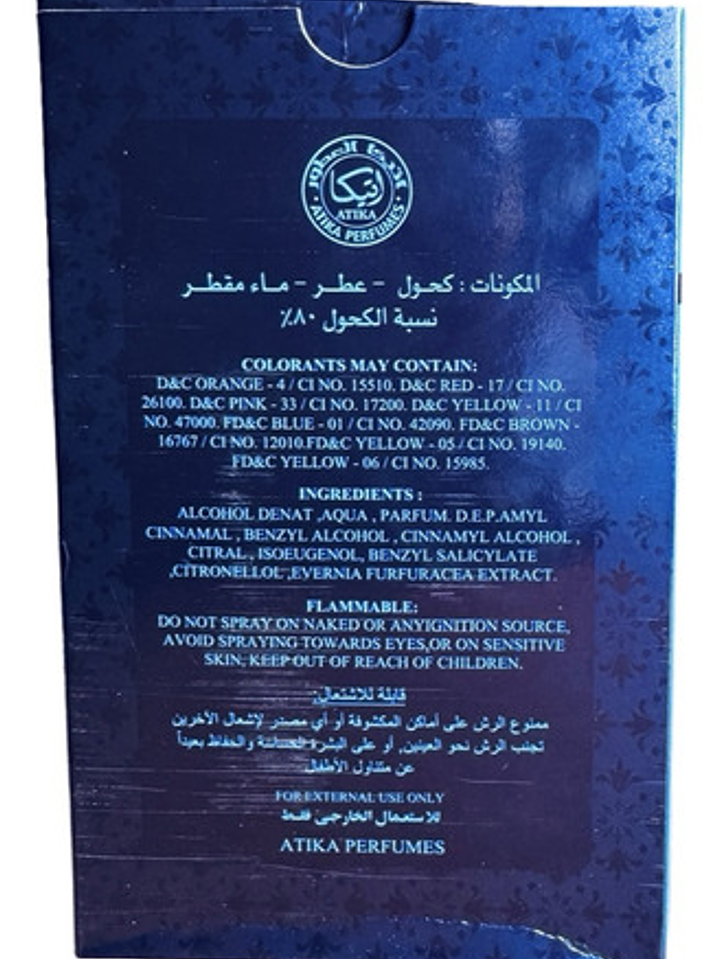 أتيكا للعطور
اتيكا
ATIKA
ATIKA PERFUMES
المكونات : كحول - عطر - ماء مقطر
نسبة الكحول ٨٠٪
COLORANTS MAY CONTAIN:
D&C ORANGE - 4 / CI NO. 15510. D&C RED - 17 / CI NO.
26100. D&C PINK - 33 / CI NO. 17200. D&C YELLOW - 11 / CI
NO. 47000. FD&C BLUE - 01 / CI NO. 42090. FD&C BROWN -
16767 / CI NO. 12010.FD&C YELLOW - 05 / CI NO. 19140.
FD&C YELLOW - 06 / CI NO. 15985.
INGREDIENTS :
ALCOHOL DENAT ,AQUA , PARFUM. D.E.P.AMYL
CINNAMAL , BENZYL ALCOHOL , CINNAMYL ALCOHOL ,
CITRAL , ISOEUGENOL, BENZYL SALICYLATE
,CITRONELLOL ,EVERNIA FURFURACEA EXTRACT.
FLAMMABLE:
DO NOT SPRAY ON NAKED OR ANYIGNITION SOURCE,
AVOID SPRAYING TOWARDS EYES,OR ON SENSITIVE
SKIN, KEEP OUT OF REACH OF CHILDREN.
قابلة للاشتعال:
ممنوع الرش على أماكن المكشوفة أو أي مصدر لإشعال الآخرين
تجنب الرش نحو العينين, أو على البشرة الحساسة والحفاظ بعيداً
عن متناول الأطفال
FOR EXTERNAL USE ONLY
للاستعمال الخارجي فقط
ATIKA PERFUMES